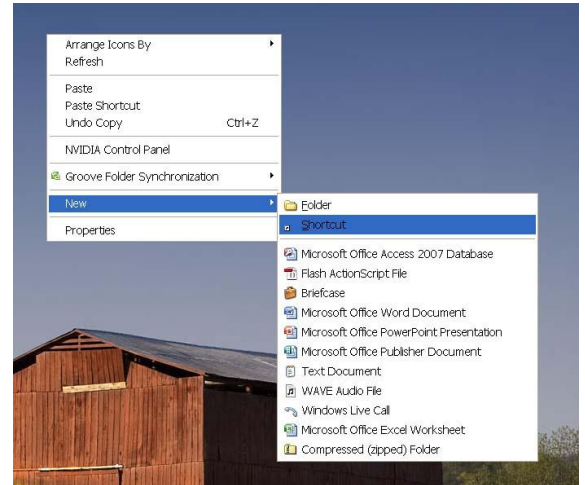 Arrange Icons By
Refresh
Paste
Paste Shortcut
Undo Copy Ctrl+Z
NVIDIA Control Panel
Groove Folder Synchronization
New
Properties
Folder
Shortcut
Microsoft Office Access 2007 Database
Flash ActionScript File
Briefcase
Microsoft Office Word Document
Microsoft Office PowerPoint Presentation
Microsoft Office Publisher Document
Text Document
WAVE Audio File
Windows Live Call
Microsoft Office Excel Worksheet
Compressed (zipped) Folder